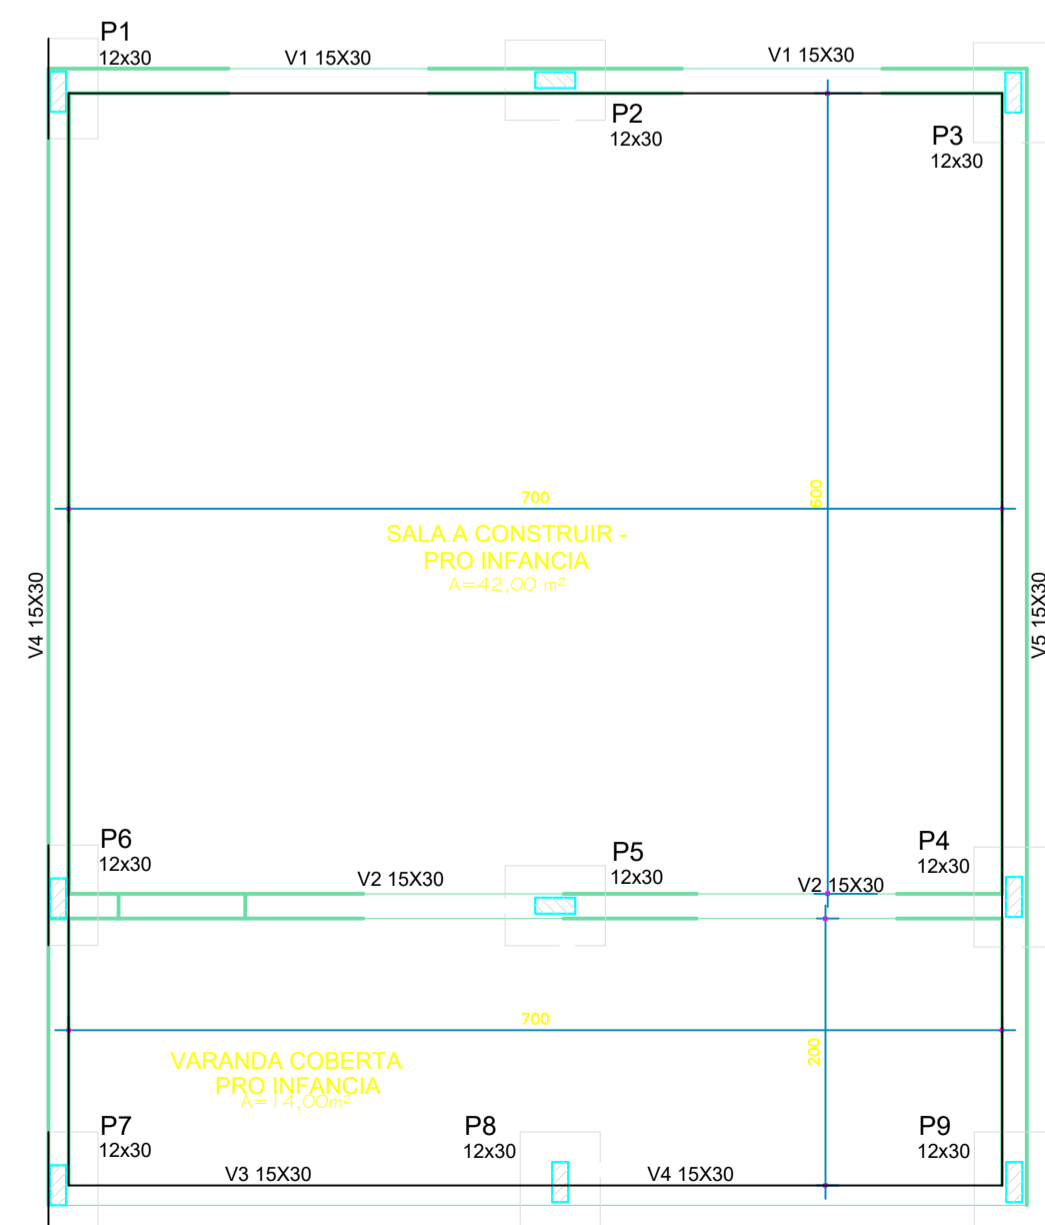 P1
12x30
V1 15X30
V1 15X30
P2
12x30
P3
12x30
700
600
SALA A CONSTRUIR -
PRO INFANCIA
A=42,00 m²
V4 15X30
V5 15X30
P6
12x30
V2 15X30
P5
12x30
P4
12x30
V2 15X30
700
200
VARANDA COBERTA
PRO INFANCIA
A=14,00m²
P7
12x30
P8
12x30
P9
12x30
V3 15X30
V4 15X30